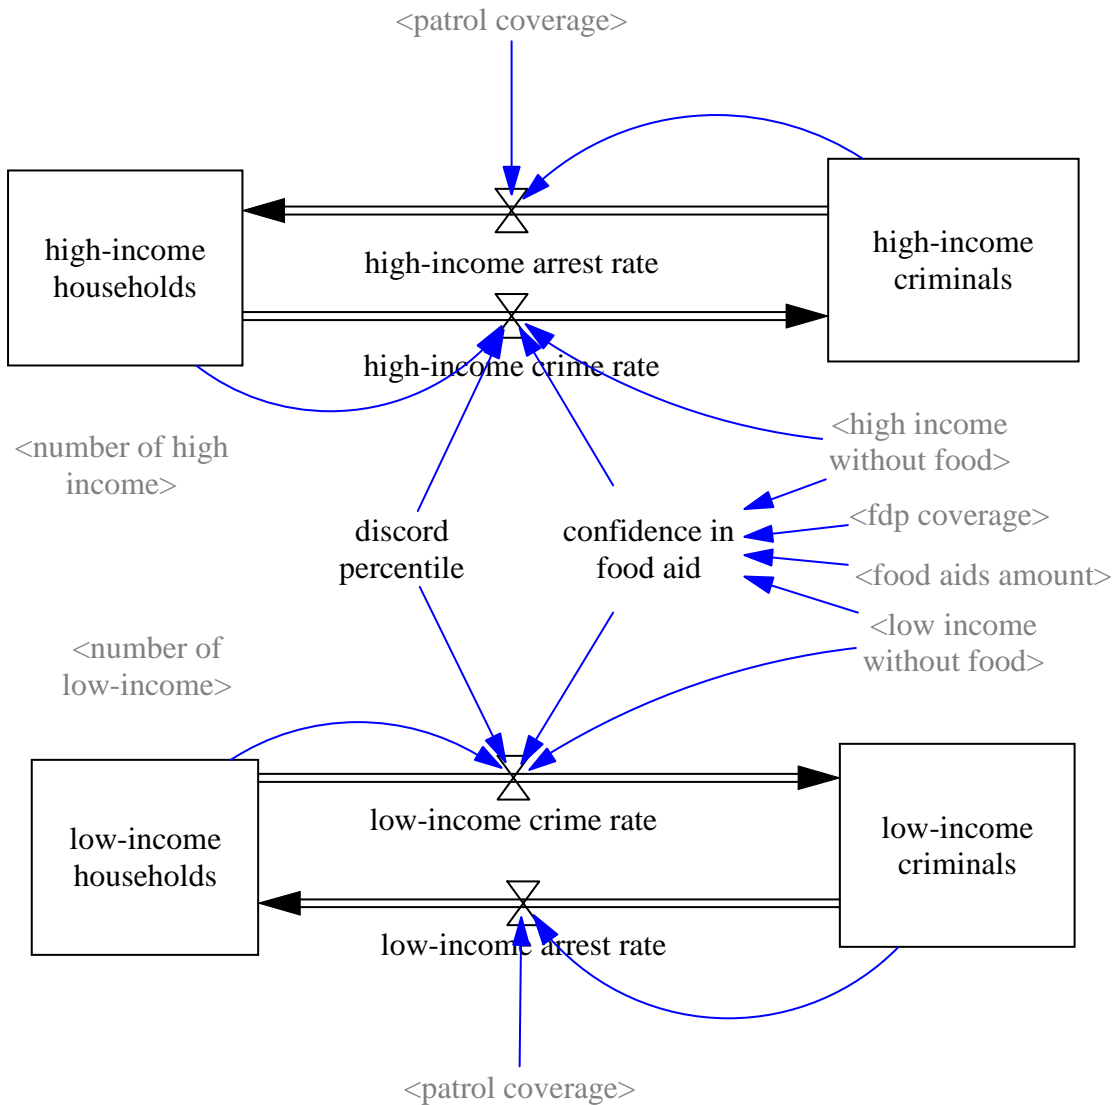 <patrol coverage>
high-income
households
high-income arrest rate
high-income
criminals
high-income crime rate
<number of high
income>
<high income
without food>
discord
percentile
confidence in
food aid
<fdp coverage>
<food aids amount>
<low income
without food>
<number of
low-income>
low-income
households
low-income crime rate
low-income
criminals
low-income arrest rate
<patrol coverage>